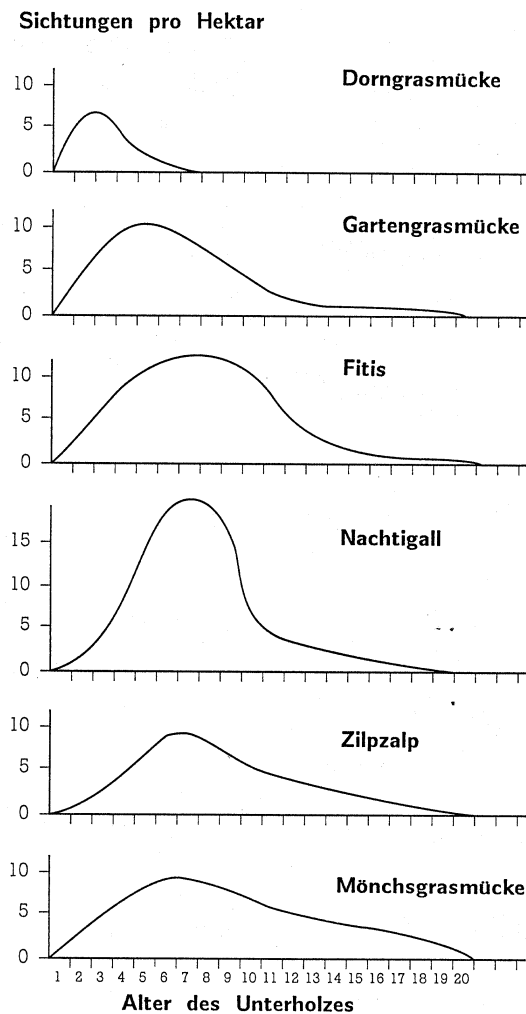 Sichtungen pro Hektar
Dorngrasmücke
10
5
0
Gartengrasmücke
10
5
0
Fitis
10
5
0
Nachtigall
15
10
5
0
Zilpzalp
10
5
0
Mönchsgrasmücke
10
5
0
1 2 3 4 5 6 7 8 9 10 11 12 13 14 15 16 17 18 19 20
Alter des Unterholzes